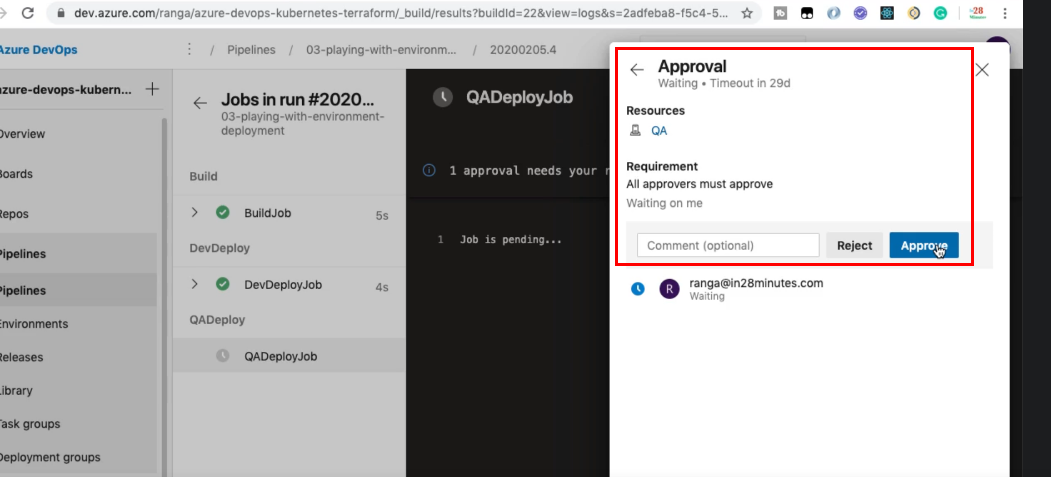 dev.azure.com/ranga/azure-devops-kubernetes-terraform/_build/results?buildId=22&view=logs&s=2adfeba8-f5c4-5...
28
Minutes
Azure DevOps
/ Pipelines / 03-playing-with-environm... / 20200205.4
azure-devops-kubern...
Overview
Boards
Repos
Pipelines
Pipelines
Environments
Releases
Library
Task groups
Deployment groups
Jobs in run #2020...
03-playing-with-environment-
deployment
Build
BuildJob 5s
DevDeploy
DevDeployJob 4s
QADeploy
QADeployJob
QADeployJob
1 approval needs your r
1 Job is pending...
Approval
Waiting • Timeout in 29d
Resources
QA
Requirement
All approvers must approve
Waiting on me
Comment (optional) Reject Approve
R ranga@in28minutes.com
Waiting